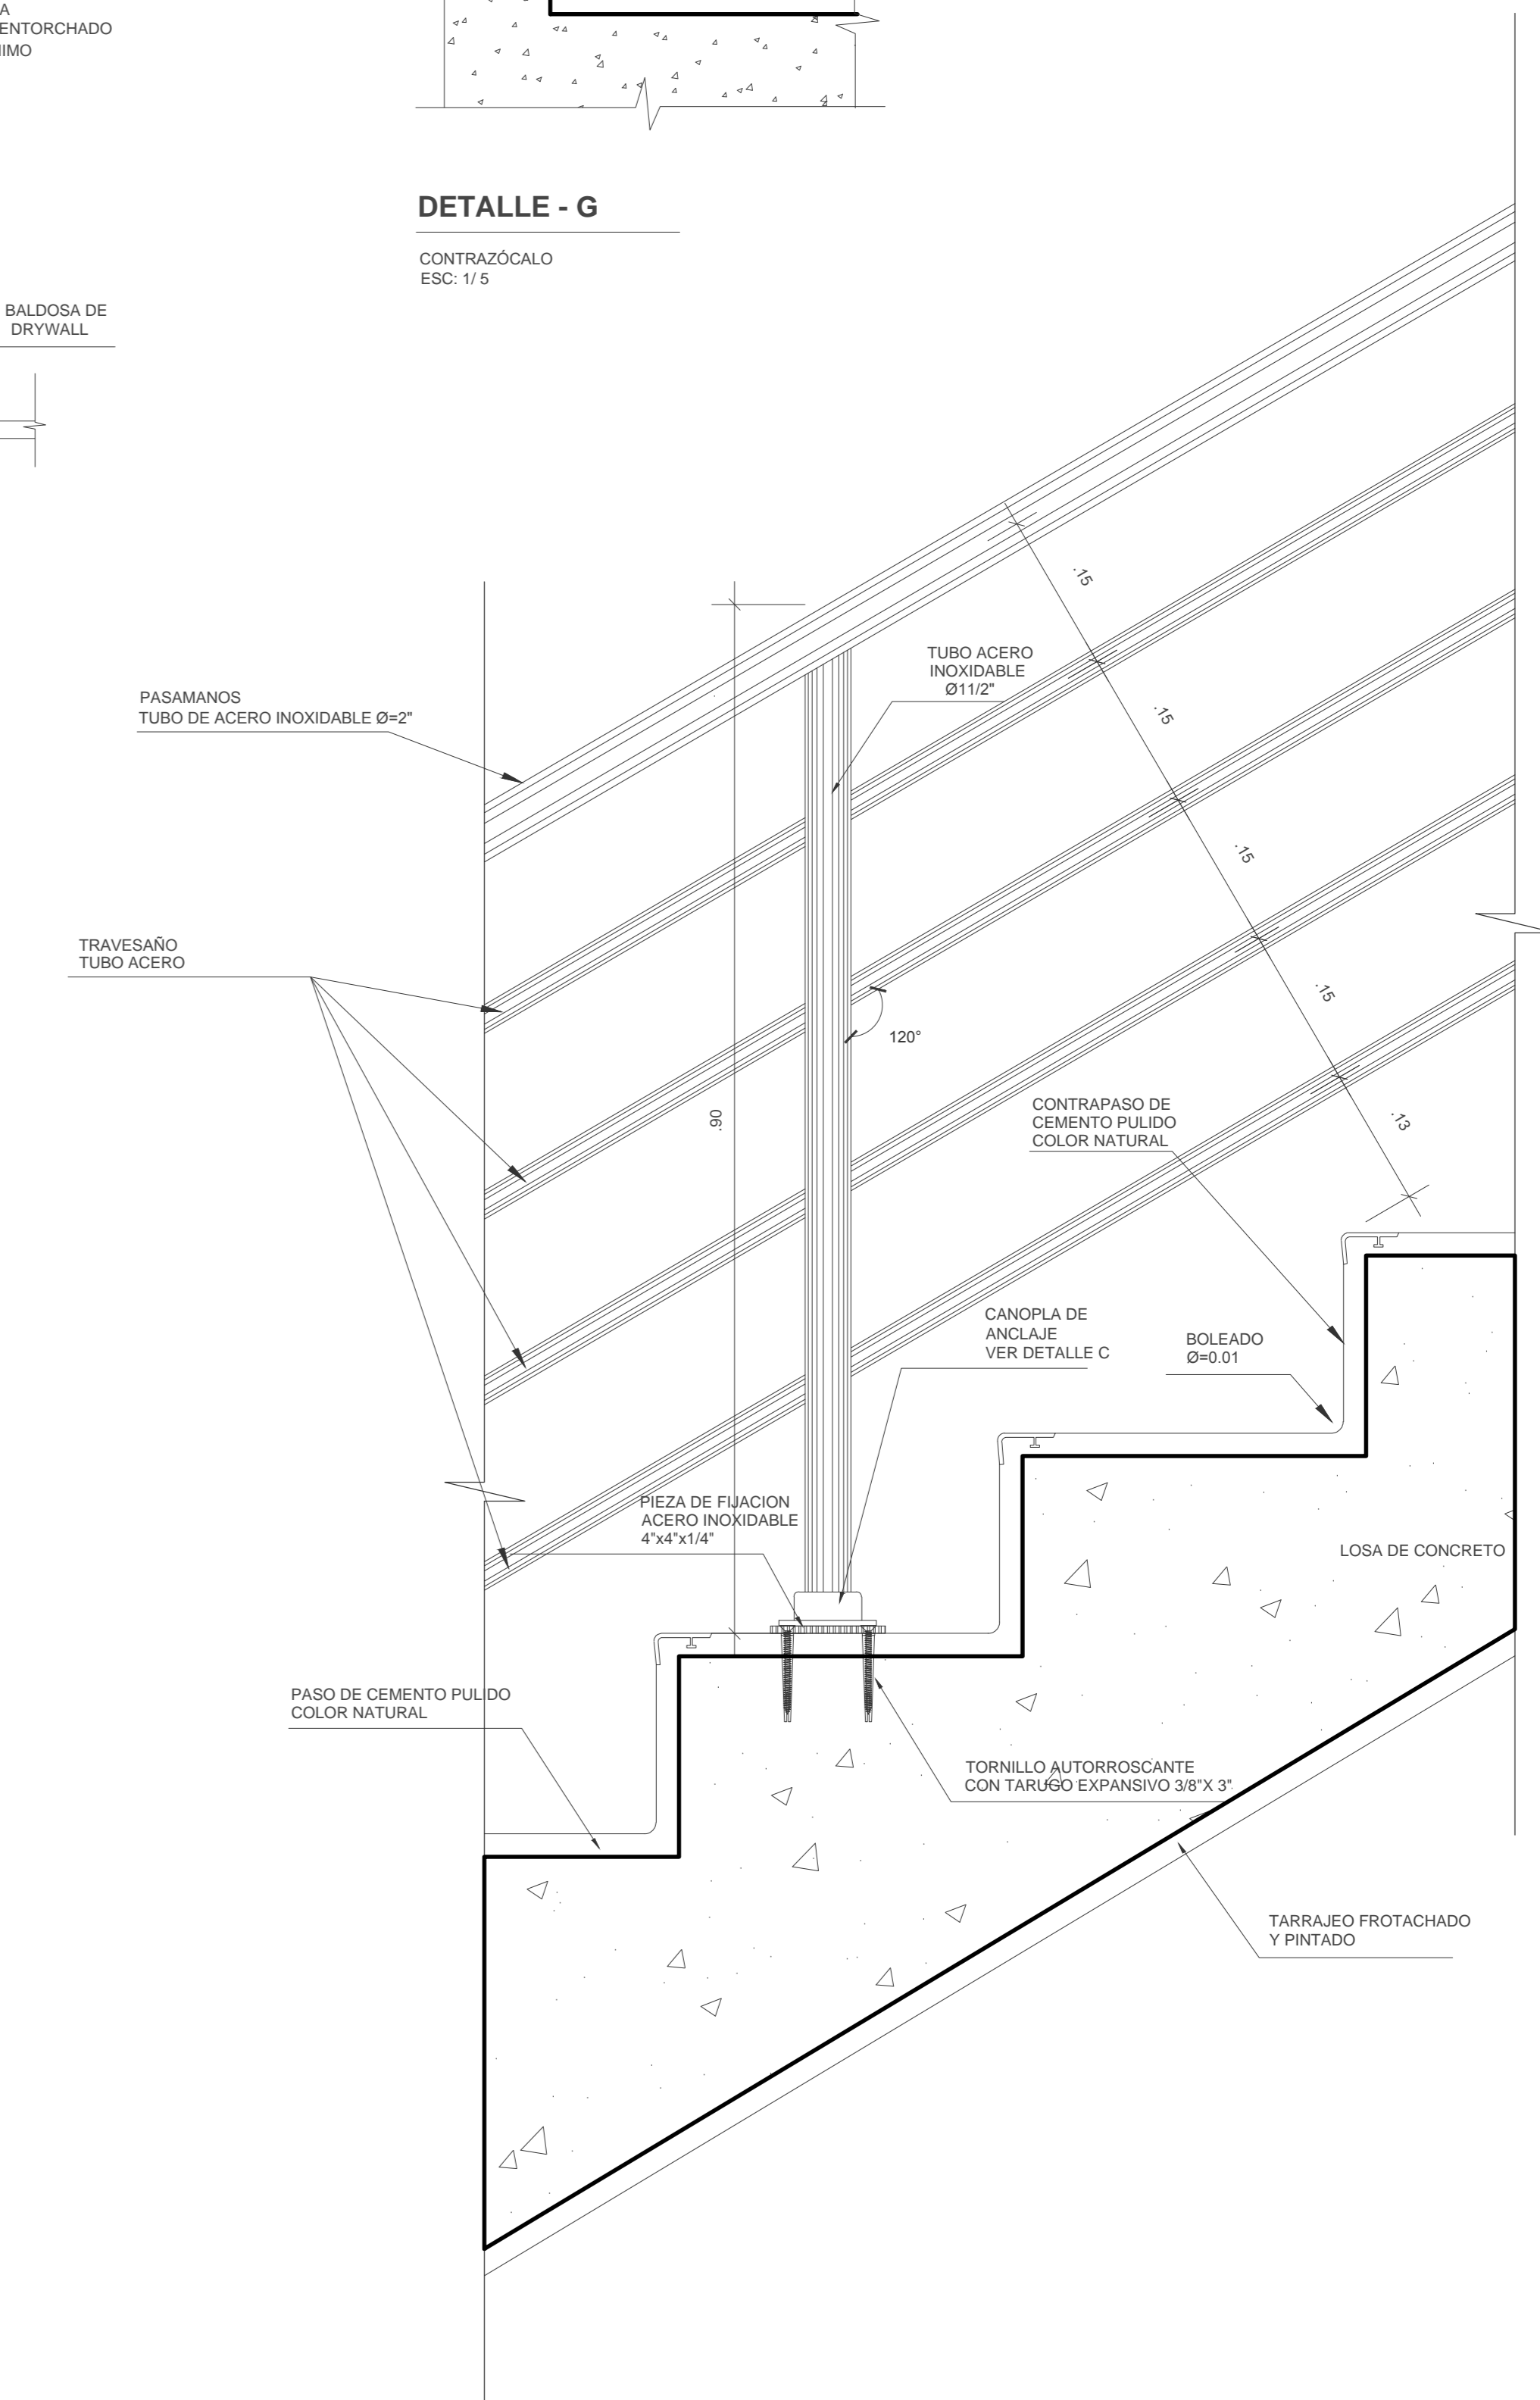 A
ENTORCHADO
IIMO
DETALLE - G
CONTRAZÓCALO
ESC: 1/ 5
BALDOSA DE
DRYWALL
.15
TUBO ACERO
INOXIDABLE
Ø11/2"
PASAMANOS
TUBO DE ACERO INOXIDABLE Ø=2"
.15
.15
TRAVESAÑO
TUBO ACERO
.15
120°
.90
CONTRAPASO DE
CEMENTO PULIDO
COLOR NATURAL
.13
CANOPLA DE
ANCLAJE
VER DETALLE C
BOLEADO
Ø=0.01
PIEZA DE FIJACION
ACERO INOXIDABLE
4"x4"x1/4"
LOSA DE CONCRETO
PASO DE CEMENTO PULIDO
COLOR NATURAL
TORNILLO AUTORROSCANTE
CON TARUGO EXPANSIVO 3/8"X 3"
TARRAJEO FROTACHADO
Y PINTADO